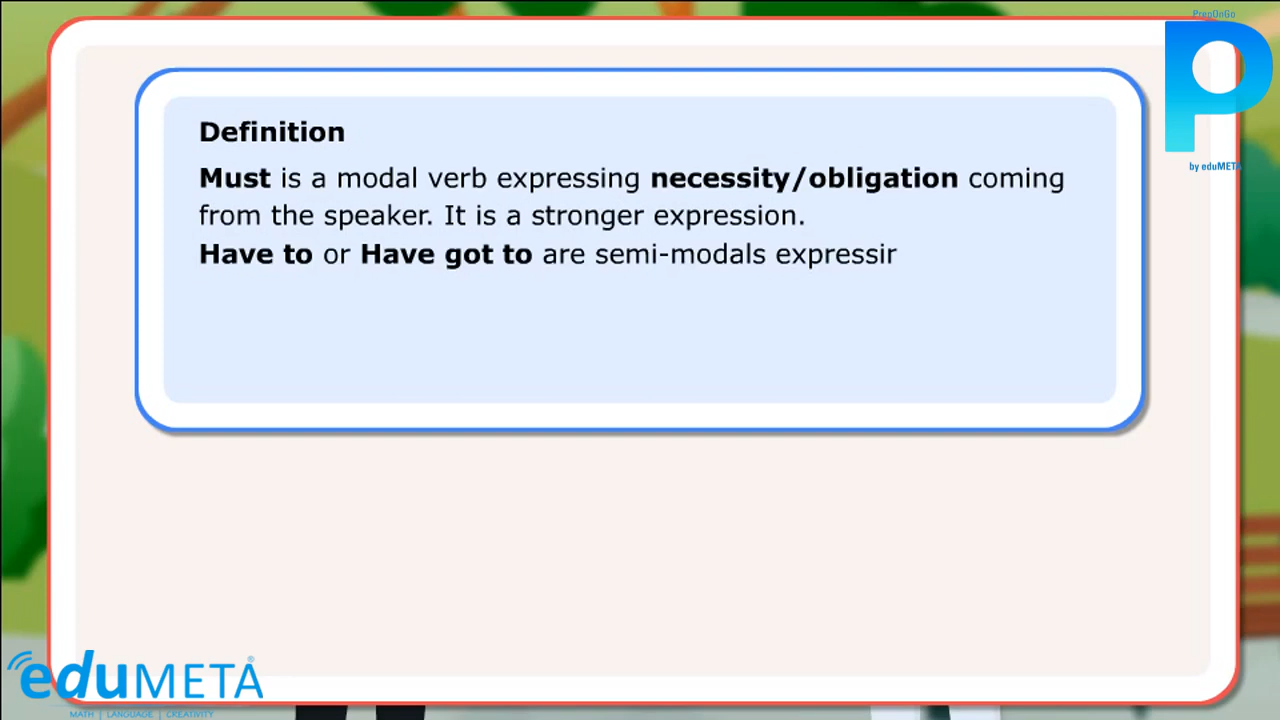 PrepOnGo
P
by eduMETA
Definition
Must is a modal verb expressing necessity/obligation coming
from the speaker. It is a stronger expression.
Have to or Have got to are semi-modals expressir
eduMETA®
MATH | LANGUAGE | CREATIVITY